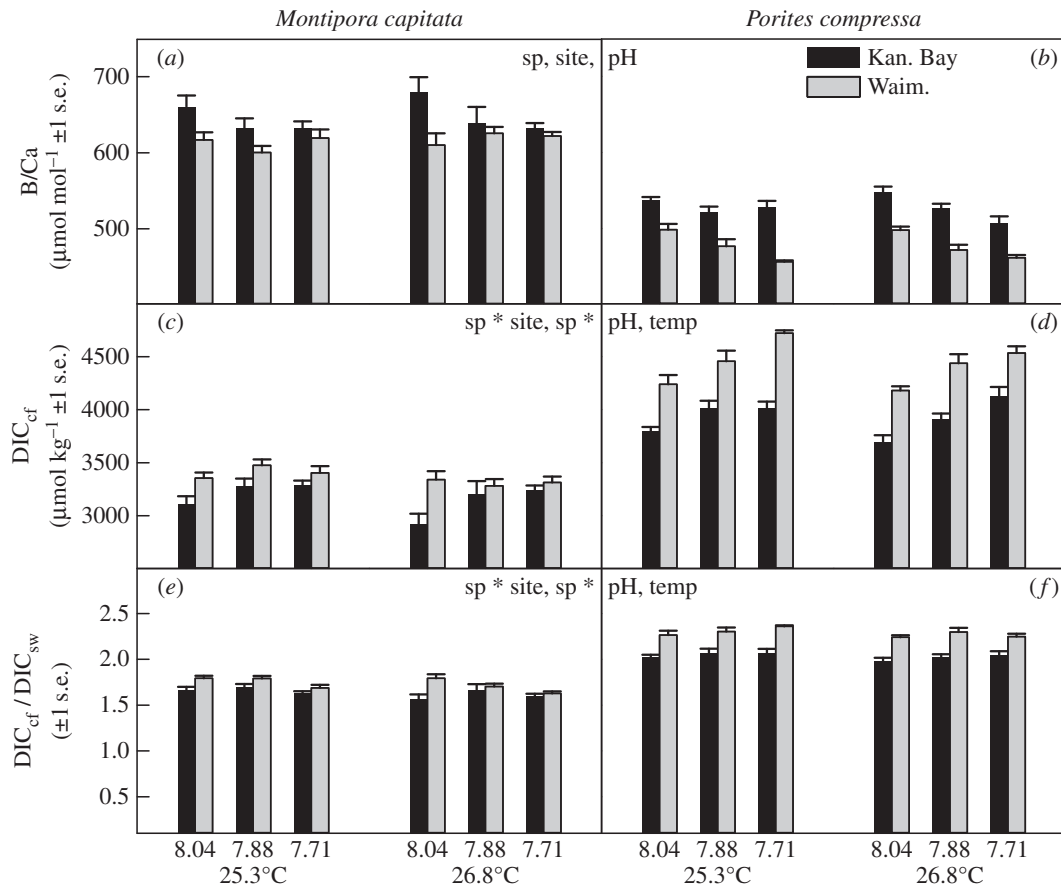 Montipora capitata Porites compressa
(a) sp, site, pH (b)
Kan. Bay
Waim.
700
600
500
B/Ca
(µmol mol⁻¹ ±1 s.e.)
(c) sp * site, sp * pH, temp (d)
4500
4000
3500
3000
DIC_cf
(µmol kg⁻¹ ±1 s.e.)
(e) sp * site, sp * pH, temp (f)
2.5
2.0
1.5
1.0
0.5
DIC_cf / DIC_sw
(±1 s.e.)
8.04 7.88 7.71 8.04 7.88 7.71 8.04 7.88 7.71 8.04 7.88 7.71
25.3°C 26.8°C 25.3°C 26.8°C